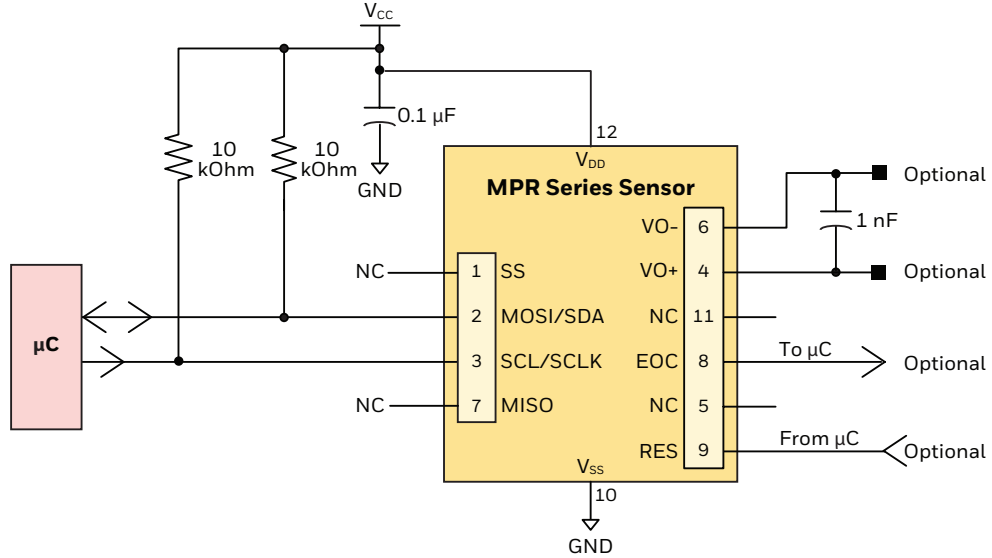 VCC
0.1 µF
10
kOhm
10
kOhm
GND
12
VDD
MPR Series Sensor
Optional
VO– 6
1 nF
NC 1 SS
VO+ 4
Optional
2 MOSI/SDA
NC 11
µC
3 SCL/SCLK
EOC 8
To µC
Optional
NC 7 MISO
NC 5
RES 9
From µC
Optional
VSS
10
GND